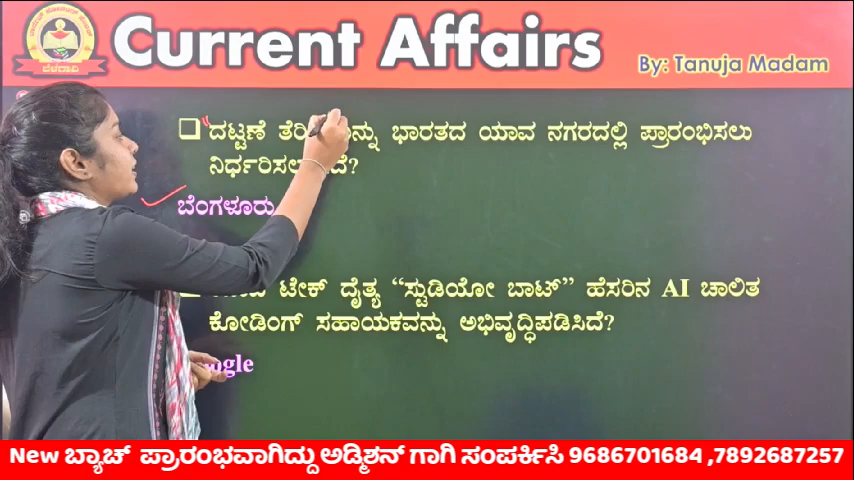 Current Affairs
By: Tanuja Madam
ಬೆಳಗಾವಿ
ದಟ್ಟಣೆ ಭಾರತದ ಯಾವ ನಗರದಲ್ಲಿ ಪ್ರಾರಂಭಿಸಲು
ಬೆಂಗಳೂರು
ಟೇಕ್ ದೈತ್ಯ “ಸ್ಟುಡಿಯೋ ಬಾಟ್” ಹೆಸರಿನ AI ಚಾಲಿತ
ಕೋಡಿಂಗ್ ಸಹಾಯಕವನ್ನು ಅಭಿವೃದ್ಧಿಪಡಿಸಿದೆ?
New ಬ್ಯಾಚ್ ಪ್ರಾರಂಭವಾಗಿದ್ದು ಅಡ್ಮಿಶನ್ ಗಾಗಿ ಸಂಪರ್ಕಿಸಿ 9686701684 ,7892687257